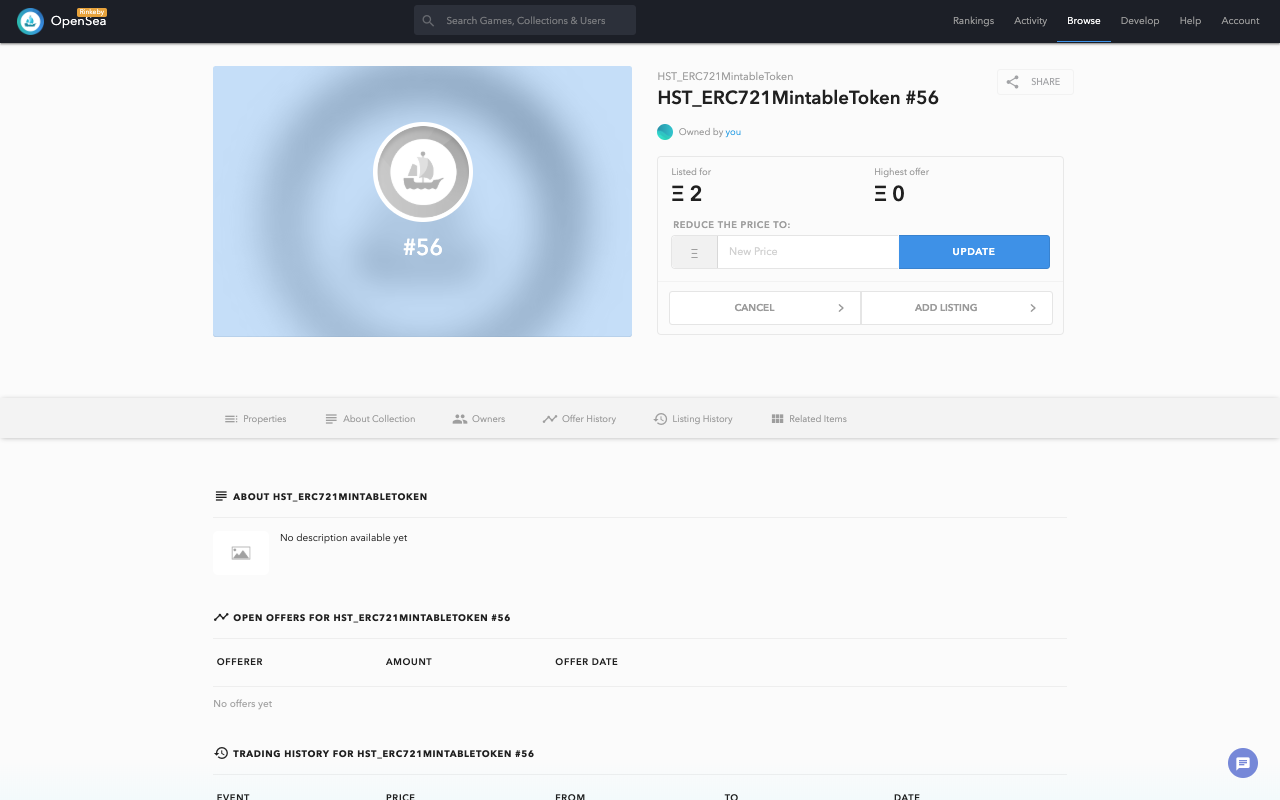 Rinkeby
OpenSea
Search Games, Collections & Users
Rankings
Activity
Browse
Develop
Help
Account
#56
HST_ERC721MintableToken
HST_ERC721MintableToken #56
SHARE
Owned by you
Listed for
Ξ 2
Highest offer
Ξ 0
REDUCE THE PRICE TO:
Ξ
New Price
UPDATE
CANCEL
ADD LISTING
Properties
About Collection
Owners
Offer History
Listing History
Related Items
ABOUT HST_ERC721MINTABLETOKEN
No description available yet
OPEN OFFERS FOR HST_ERC721MINTABLETOKEN #56
OFFERER
AMOUNT
OFFER DATE
No offers yet
TRADING HISTORY FOR HST_ERC721MINTABLETOKEN #56
EVENT
PRICE
FROM
TO
DATE